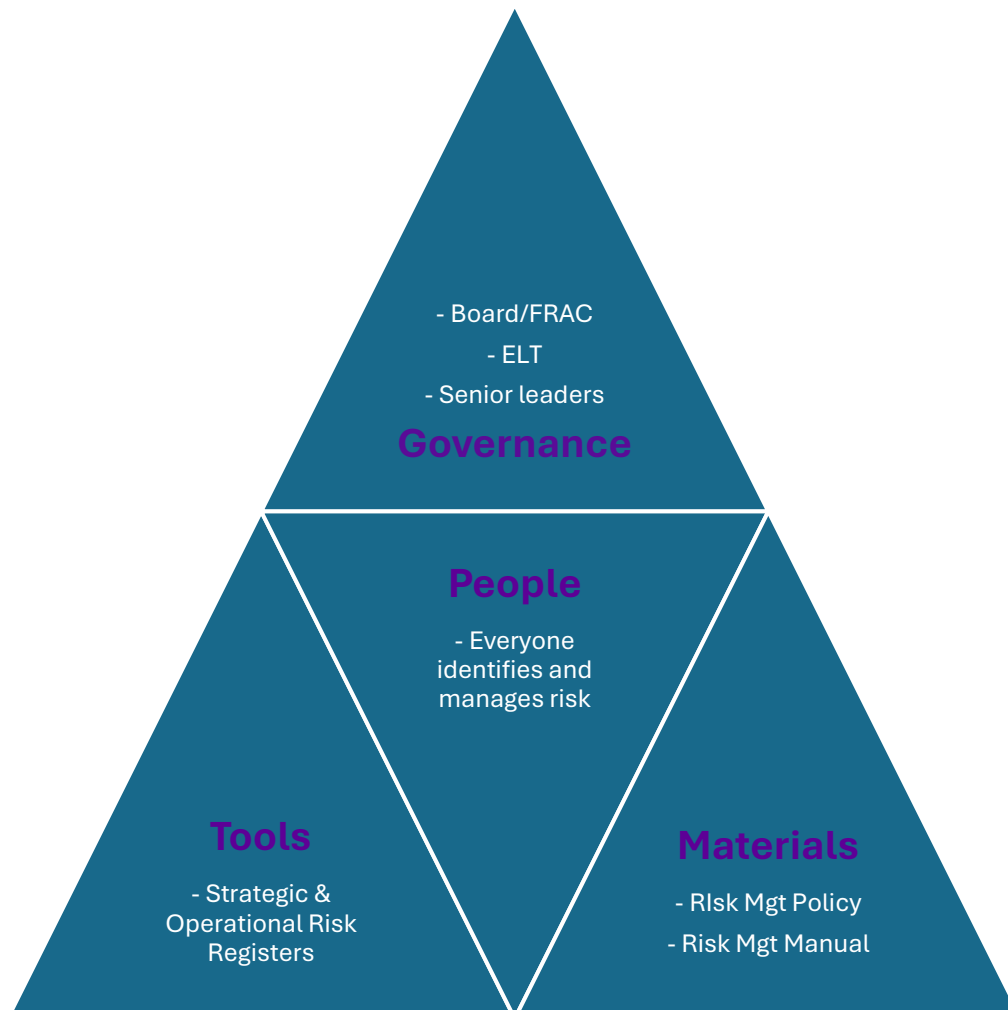 - Board/FRAC
- ELT
- Senior leaders
Governance
People
- Everyone
identifies and
manages risk
Tools
- Strategic &
Operational Risk
Registers
Materials
- RIsk Mgt Policy
- Risk Mgt Manual